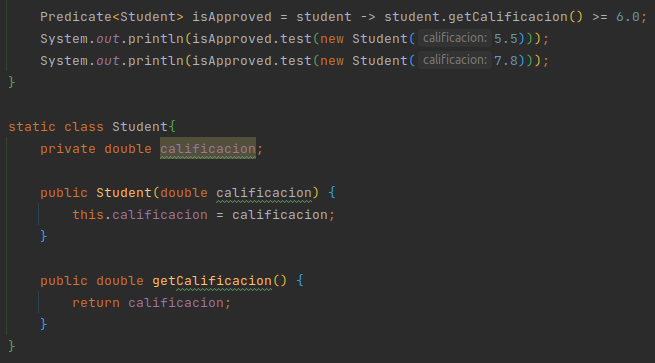 Predicate<Student> isApproved = student -> student.getCalificacion() >= 6.0;
System.out.println(isApproved.test(new Student( calificacion: 5.5)));
System.out.println(isApproved.test(new Student( calificacion: 7.8)));
}
static class Student{
private double calificacion;
public Student(double calificacion) {
this.calificacion = calificacion;
}
public double getCalificacion() {
return calificacion;
}
}